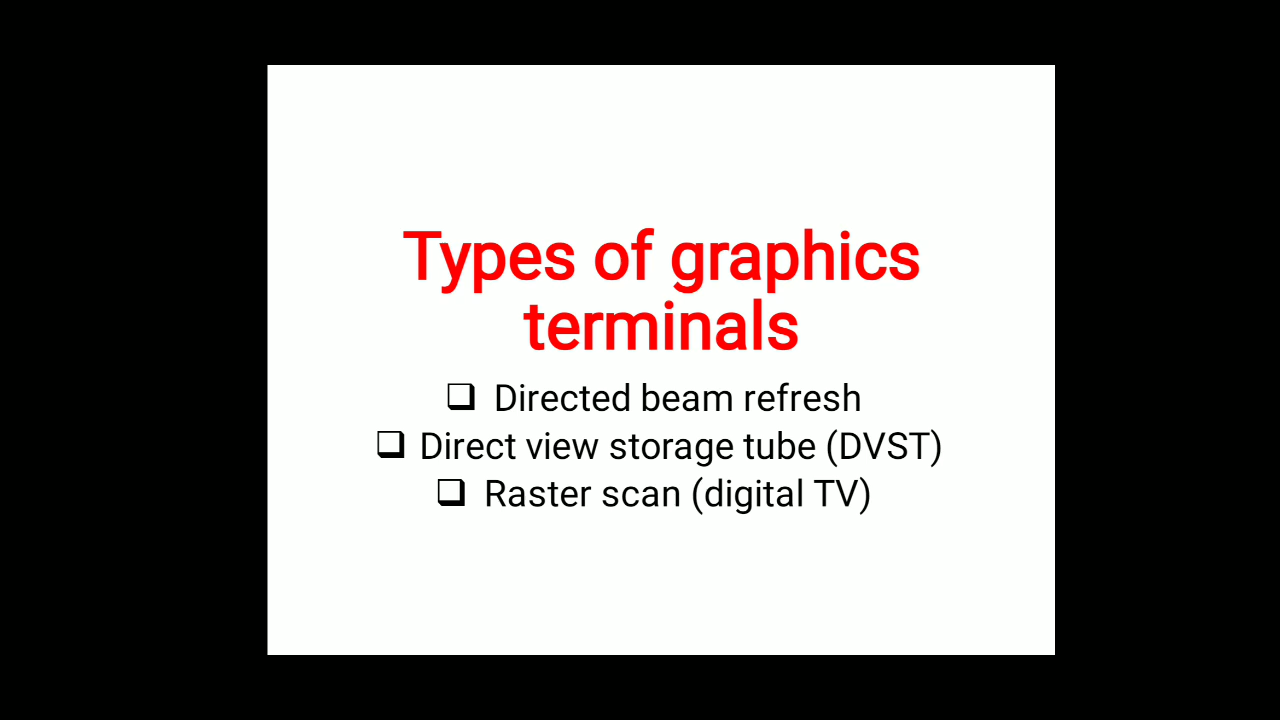 Types of graphics
terminals
❑ Directed beam refresh
❑ Direct view storage tube (DVST)
❑ Raster scan (digital TV)